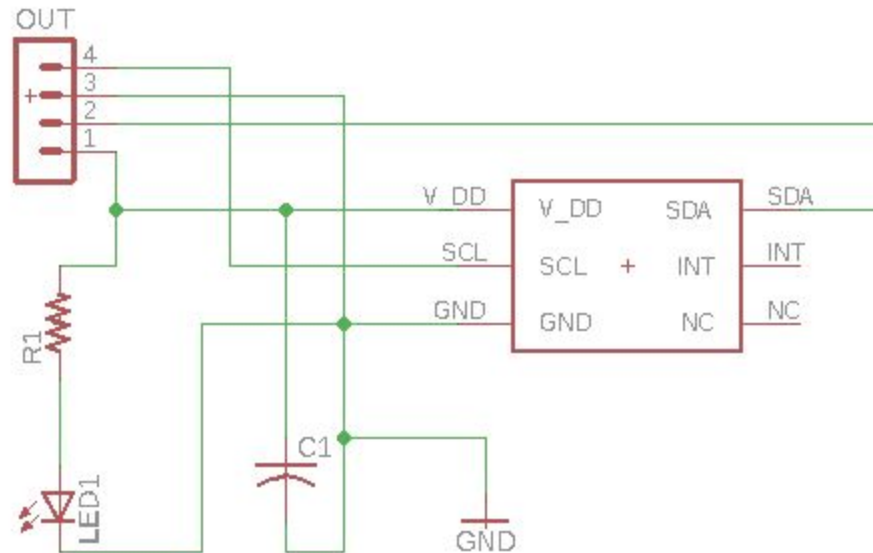 OUT
4
3
2
1
V_DD
V_DD
SDA
SDA
SCL
SCL
INT
INT
GND
GND
NC
NC
R1
C1
LED1
GND